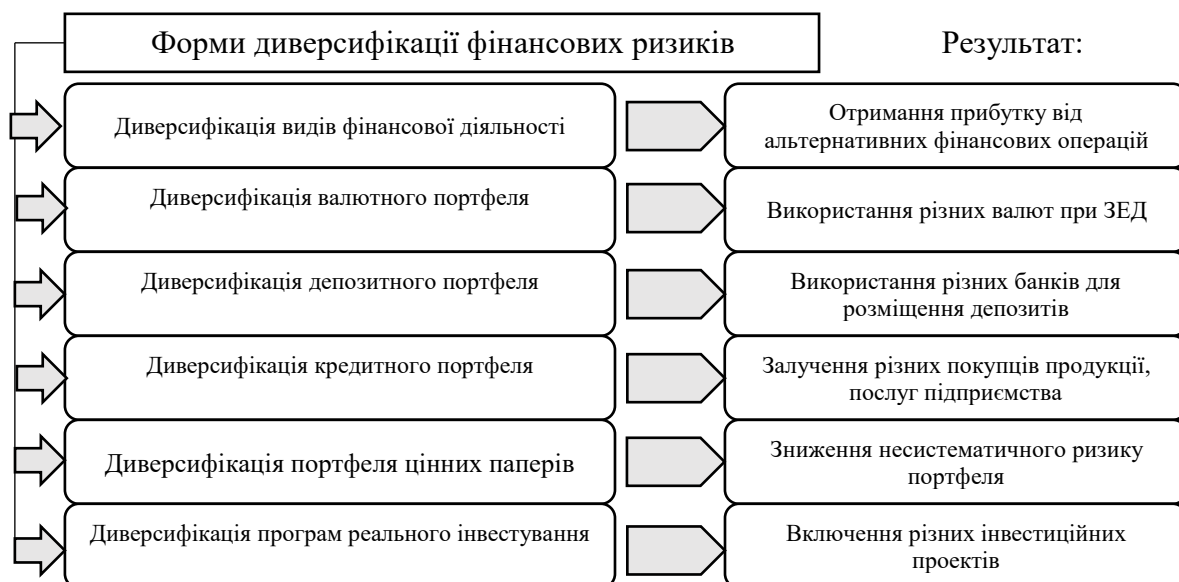 Форми диверсифікації фінансових ризиків
Результат:
Диверсифікація видів фінансової діяльності
Отримання прибутку від
альтернативних фінансових операцій
Диверсифікація валютного портфеля
Використання різних валют при ЗЕД
Диверсифікація депозитного портфеля
Використання різних банків для
розміщення депозитів
Диверсифікація кредитного портфеля
Залучення різних покупців продукції,
послуг підприємства
Диверсифікація портфеля цінних паперів
Зниження несистематичного ризику
портфеля
Диверсифікація програм реального інвестування
Включення різних інвестиційних
проектів